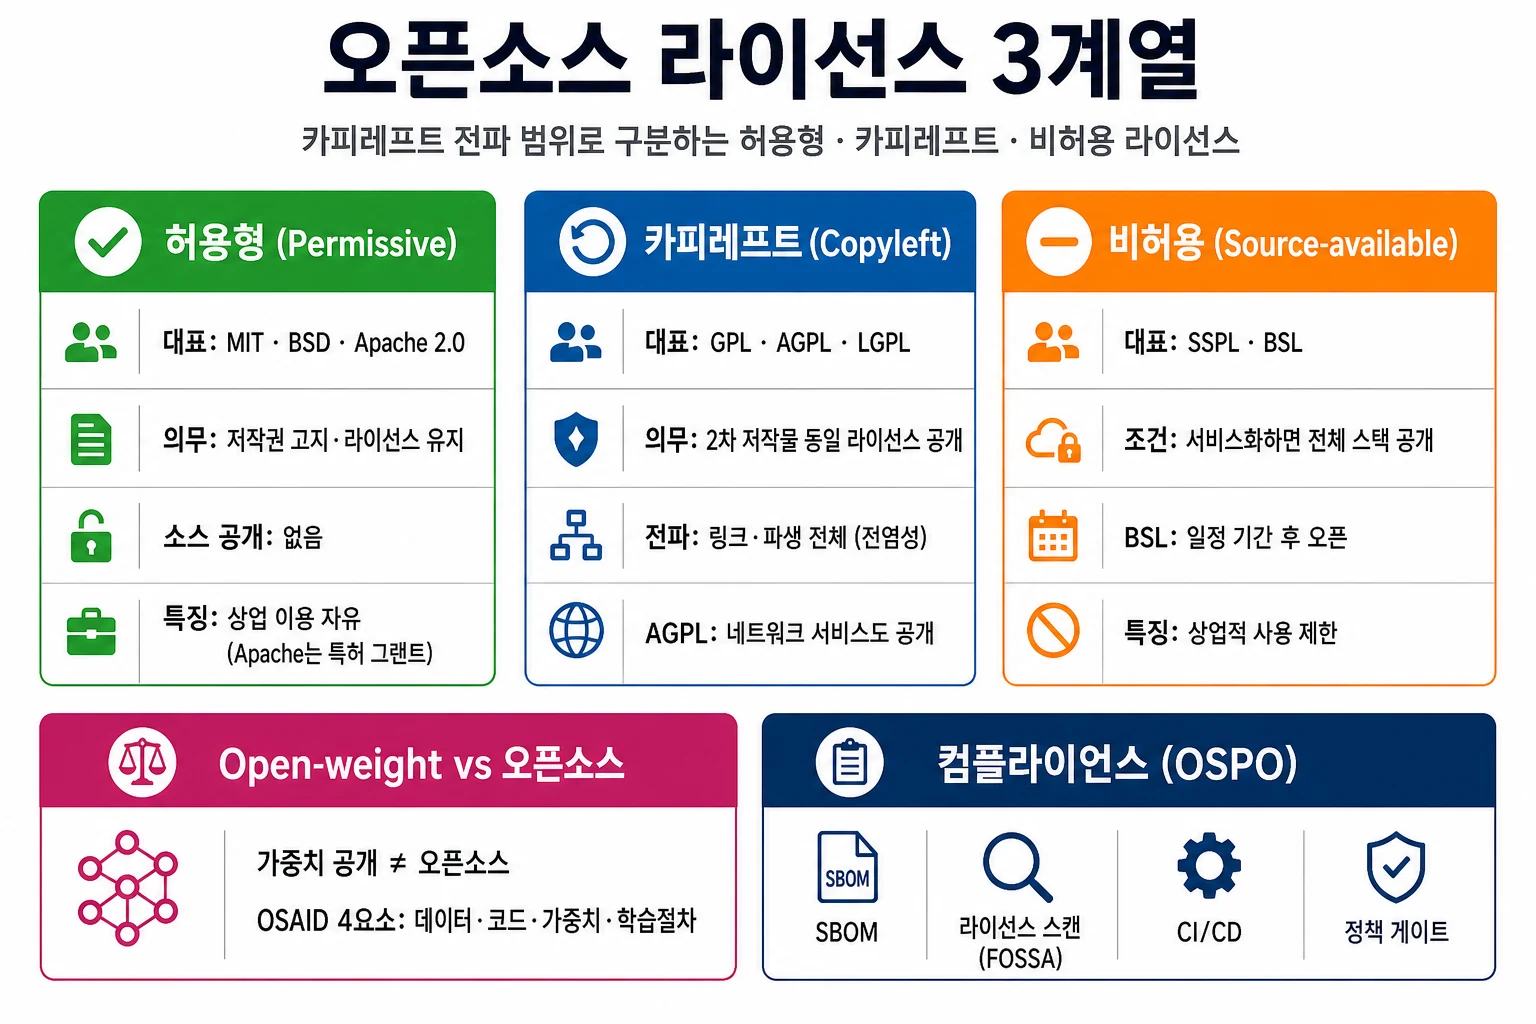 오픈소스 라이선스 3계열
카피레프트 전파 범위로 구분하는 허용형 · 카피레프트 · 비허용 라이선스
허용형 (Permissive)
대표: MIT · BSD · Apache 2.0
의무: 저작권 고지 · 라이선스 유지
소스 공개: 없음
특징: 상업 이용 자유
(Apache는 특허 그랜트)
카피레프트 (Copyleft)
대표: GPL · AGPL · LGPL
의무: 2차 저작물 동일 라이선스 공개
전파: 링크 · 파생 전체 (전염성)
AGPL: 네트워크 서비스도 공개
비허용 (Source-available)
대표: SSPL · BSL
조건: 서비스화하면 전체 스택 공개
BSL: 일정 기간 후 오픈
특징: 상업적 사용 제한
Open-weight vs 오픈소스
가중치 공개 ≠ 오픈소스
OSAID 4요소: 데이터 · 코드 · 가중치 · 학습절차
컴플라이언스 (OSPO)
SBOM
SBOM
라이선스 스캔
(FOSSA)
CI/CD
정책 게이트